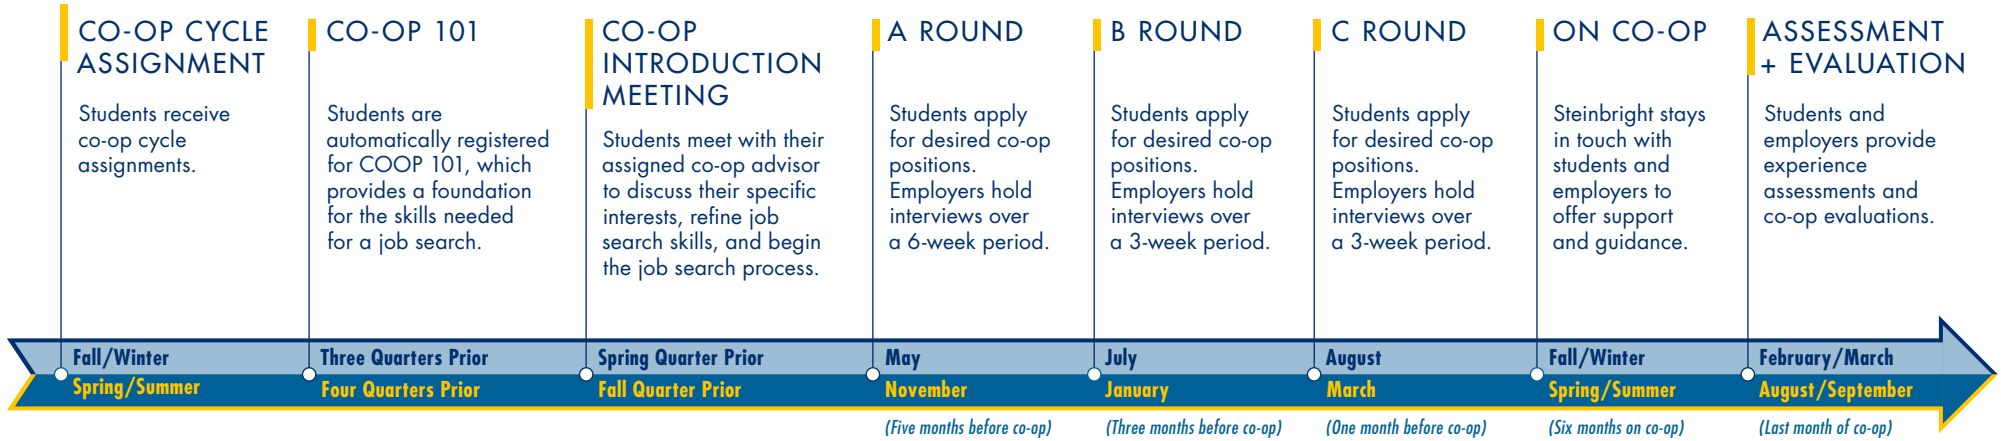 CO-OP CYCLE
ASSIGNMENT
Students receive
co-op cycle
assignments.
CO-OP 101
Students are
automatically registered
for COOP 101, which
provides a foundation
for the skills needed
for a job search.
CO-OP
INTRODUCTION
MEETING
Students meet with their
assigned co-op advisor
to discuss their specific
interests, refine job
search skills, and begin
the job search process.
A ROUND
Students apply
for desired co-op
positions.
Employers hold
interviews over
a 6-week period.
B ROUND
Students apply
for desired co-op
positions.
Employers hold
interviews over
a 3-week period.
C ROUND
Students apply
for desired co-op
positions.
Employers hold
interviews over
a 3-week period.
ON CO-OP
Steinbright stays
in touch with
students and
employers to
offer support
and guidance.
ASSESSMENT
+ EVALUATION
Students and
employers provide
experience
assessments and
co-op evaluations.
Fall/Winter
Spring/Summer
Three Quarters Prior
Four Quarters Prior
Spring Quarter Prior
Fall Quarter Prior
May
November
(Five months before co-op)
July
January
(Three months before co-op)
August
March
(One month before co-op)
Fall/Winter
Spring/Summer
(Six months on co-op)
February/March
August/September
(Last month of co-op)